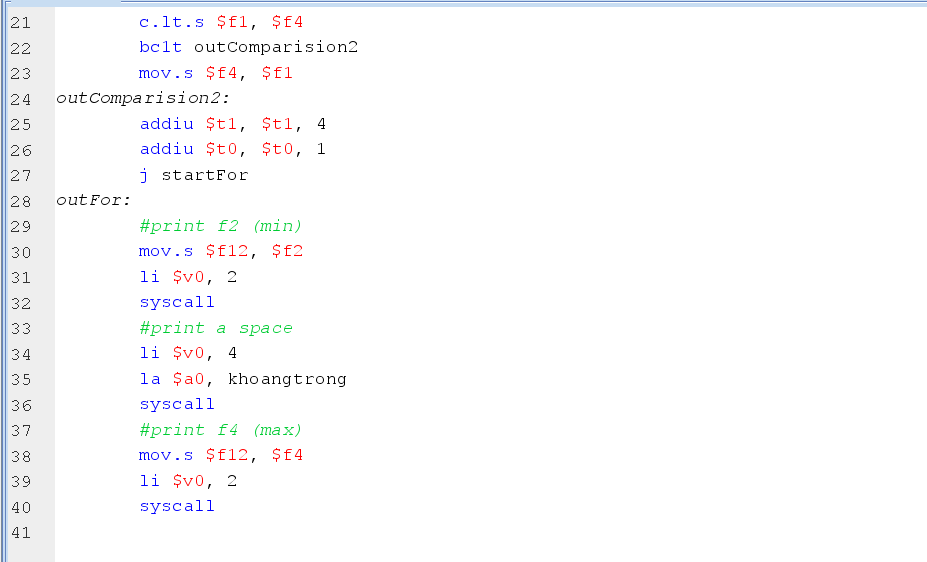 21 c.lt.s $f1, $f4
22 bc1t outComparision2
23 mov.s $f4, $f1
24 outComparision2:
25 addiu $t1, $t1, 4
26 addiu $t0, $t0, 1
27 j startFor
28 outFor:
29 #print f2 (min)
30 mov.s $f12, $f2
31 li $v0, 2
32 syscall
33 #print a space
34 li $v0, 4
35 la $a0, khoangtrong
36 syscall
37 #print f4 (max)
38 mov.s $f12, $f4
39 li $v0, 2
40 syscall
41